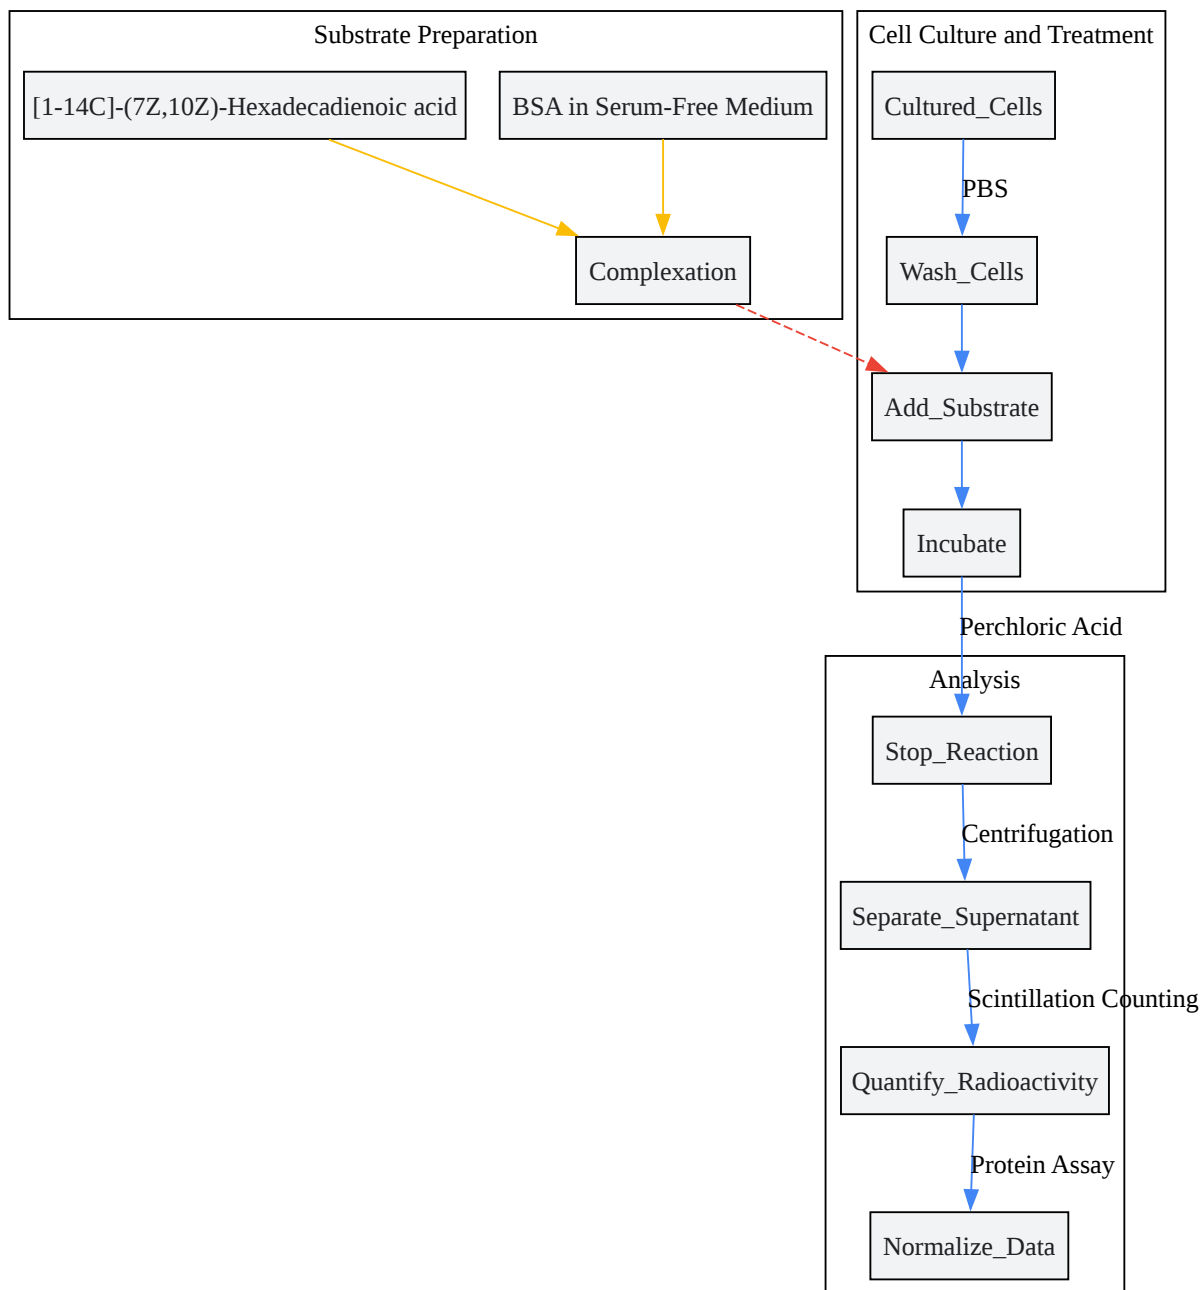 Substrate Preparation
[1-14C]-(7Z,10Z)-Hexadecadienoic acid
BSA in Serum-Free Medium
Complexation
Cell Culture and Treatment
Cultured_Cells
PBS
Wash_Cells
Add_Substrate
Incubate
Perchloric Acid
Analysis
Stop_Reaction
Centrifugation
Separate_Supernatant
Scintillation Counting
Quantify_Radioactivity
Protein Assay
Normalize_Data